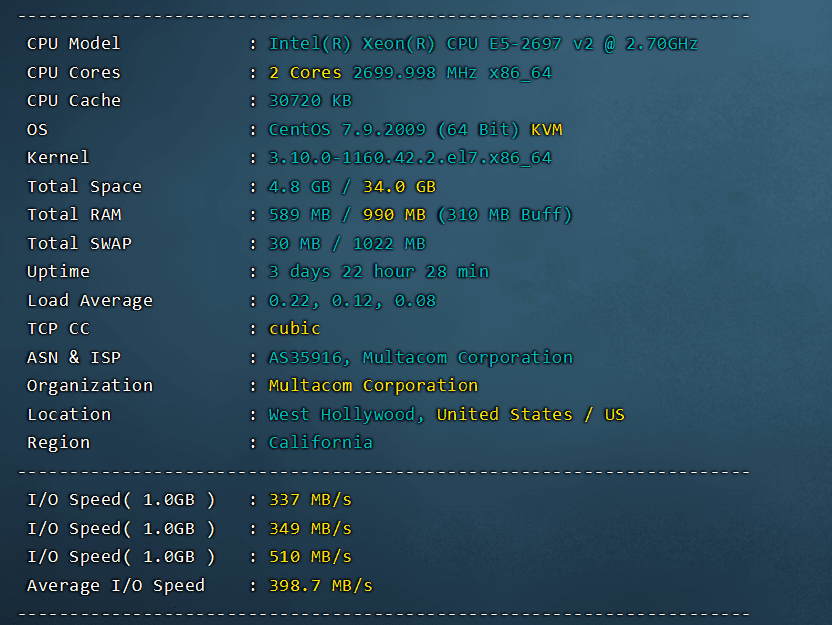 ----------------------------------------------------------------------
CPU Model            : Intel(R) Xeon(R) CPU E5-2697 v2 @ 2.70GHz
CPU Cores            : 2 Cores 2699.998 MHz x86_64
CPU Cache            : 30720 KB
OS                   : CentOS 7.9.2009 (64 Bit) KVM
Kernel               : 3.10.0-1160.42.2.el7.x86_64
Total Space          : 4.8 GB / 34.0 GB
Total RAM            : 589 MB / 990 MB (310 MB Buff)
Total SWAP           : 30 MB / 1022 MB
Uptime               : 3 days 22 hour 28 min
Load Average         : 0.22, 0.12, 0.08
TCP CC               : cubic
ASN & ISP            : AS35916, Multacom Corporation
Organization         : Multacom Corporation
Location             : West Hollywood, United States / US
Region               : California
----------------------------------------------------------------------
I/O Speed( 1.0GB )   : 337 MB/s
I/O Speed( 1.0GB )   : 349 MB/s
I/O Speed( 1.0GB )   : 510 MB/s
Average I/O Speed    : 398.7 MB/s
----------------------------------------------------------------------